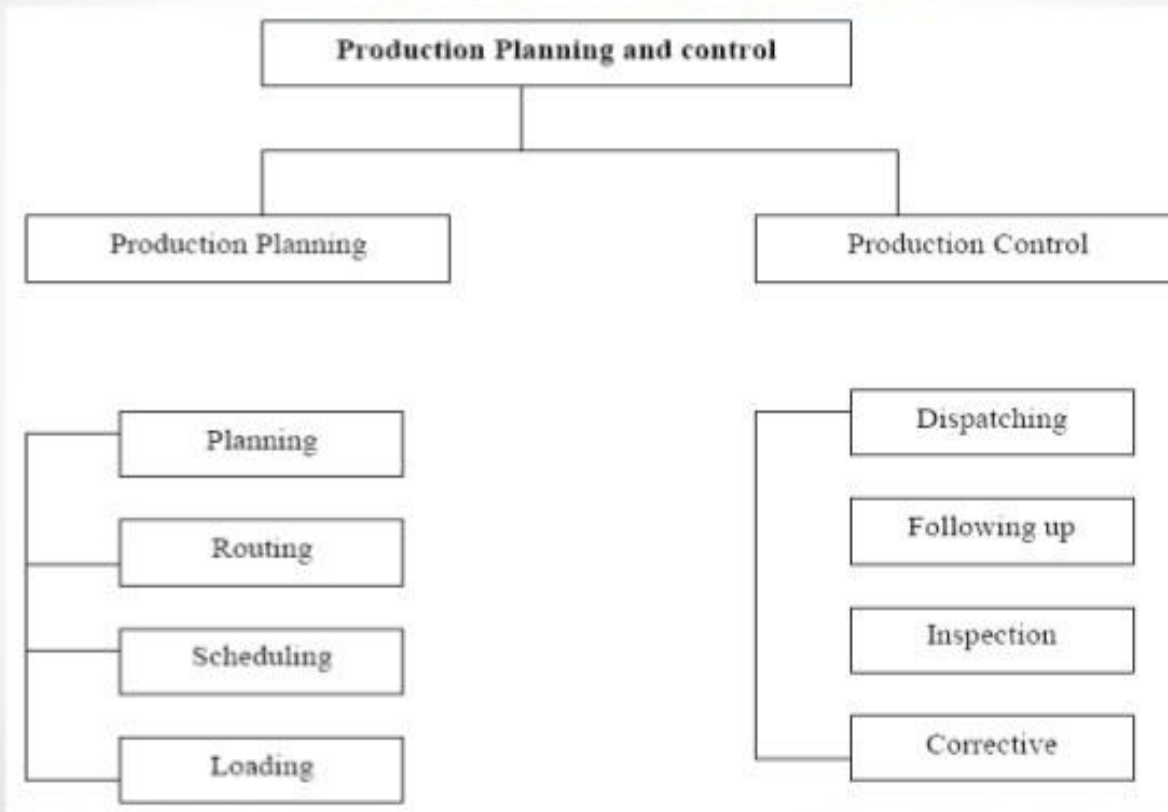 Production Planning and control
Production Planning
Production Control
Planning
Routing
Scheduling
Loading
Dispatching
Following up
Inspection
Corrective